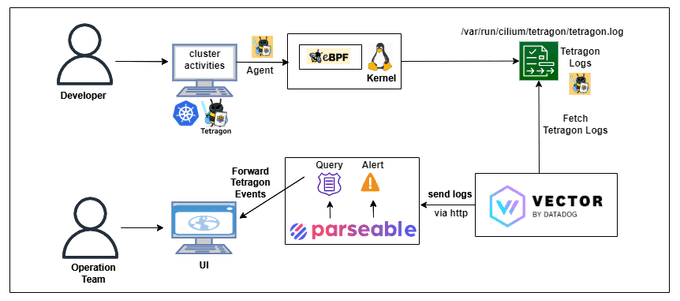 /var/run/cilium/tetragon/tetragon.log
cluster
activities
Agent
eBPF
Kernel
Tetragon
Logs
Developer
Tetragon
Fetch
Tetragon Logs
Query
Alert
Forward
Tetragon
Events
send logs
via http
VECTOR
BY DATADOG
parseable
UI
Operation
Team